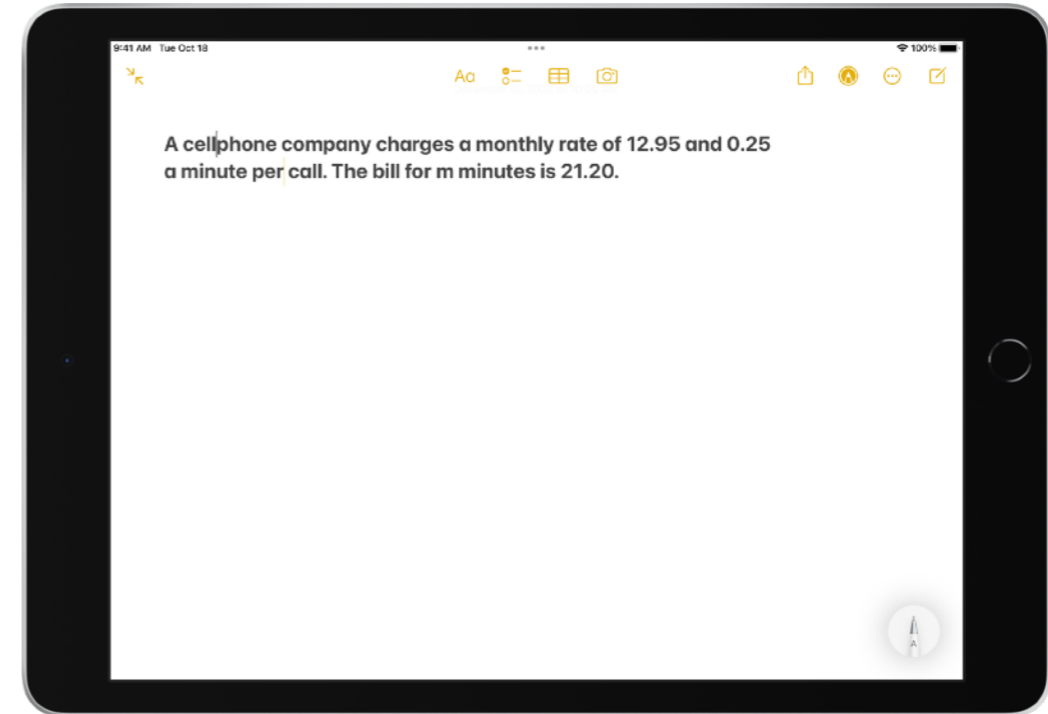 9:41 AM Tue Oct 18
100%
Aa
A cellphone company charges a monthly rate of 12.95 and 0.25
a minute per call. The bill for m minutes is 21.20.
A